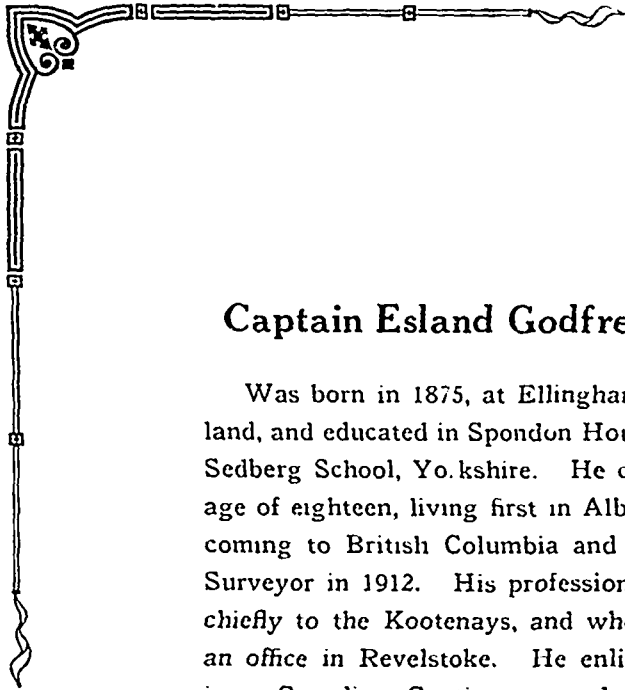 Captain Esland Godfre
Was born in 1875, at Ellinghar
land, and educated in Spondon Hou
Sedberg School, Yo.kshire. He c
age of eighteen, living first in Alb
coming to British Columbia and
Surveyor in 1912. His profession
chiefly to the Kootenays, and wh
an office in Revelstoke. He enli